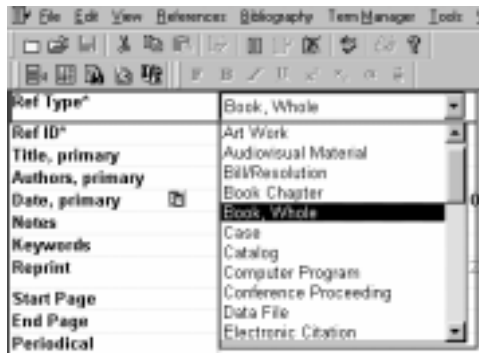 File Edit View References Bibliography Term Manager Tools
Ref Type* Book, Whole
Ref ID* Art Work
Title, primary Audiovisual Material
Authors, primary Bill/Resolution
Date, primary Book Chapter
Notes Book, Whole
Keywords Case
Catalog
Reprint Computer Program
Start Page Conference Proceeding
End Page Data File
Periodical Electronic Citation